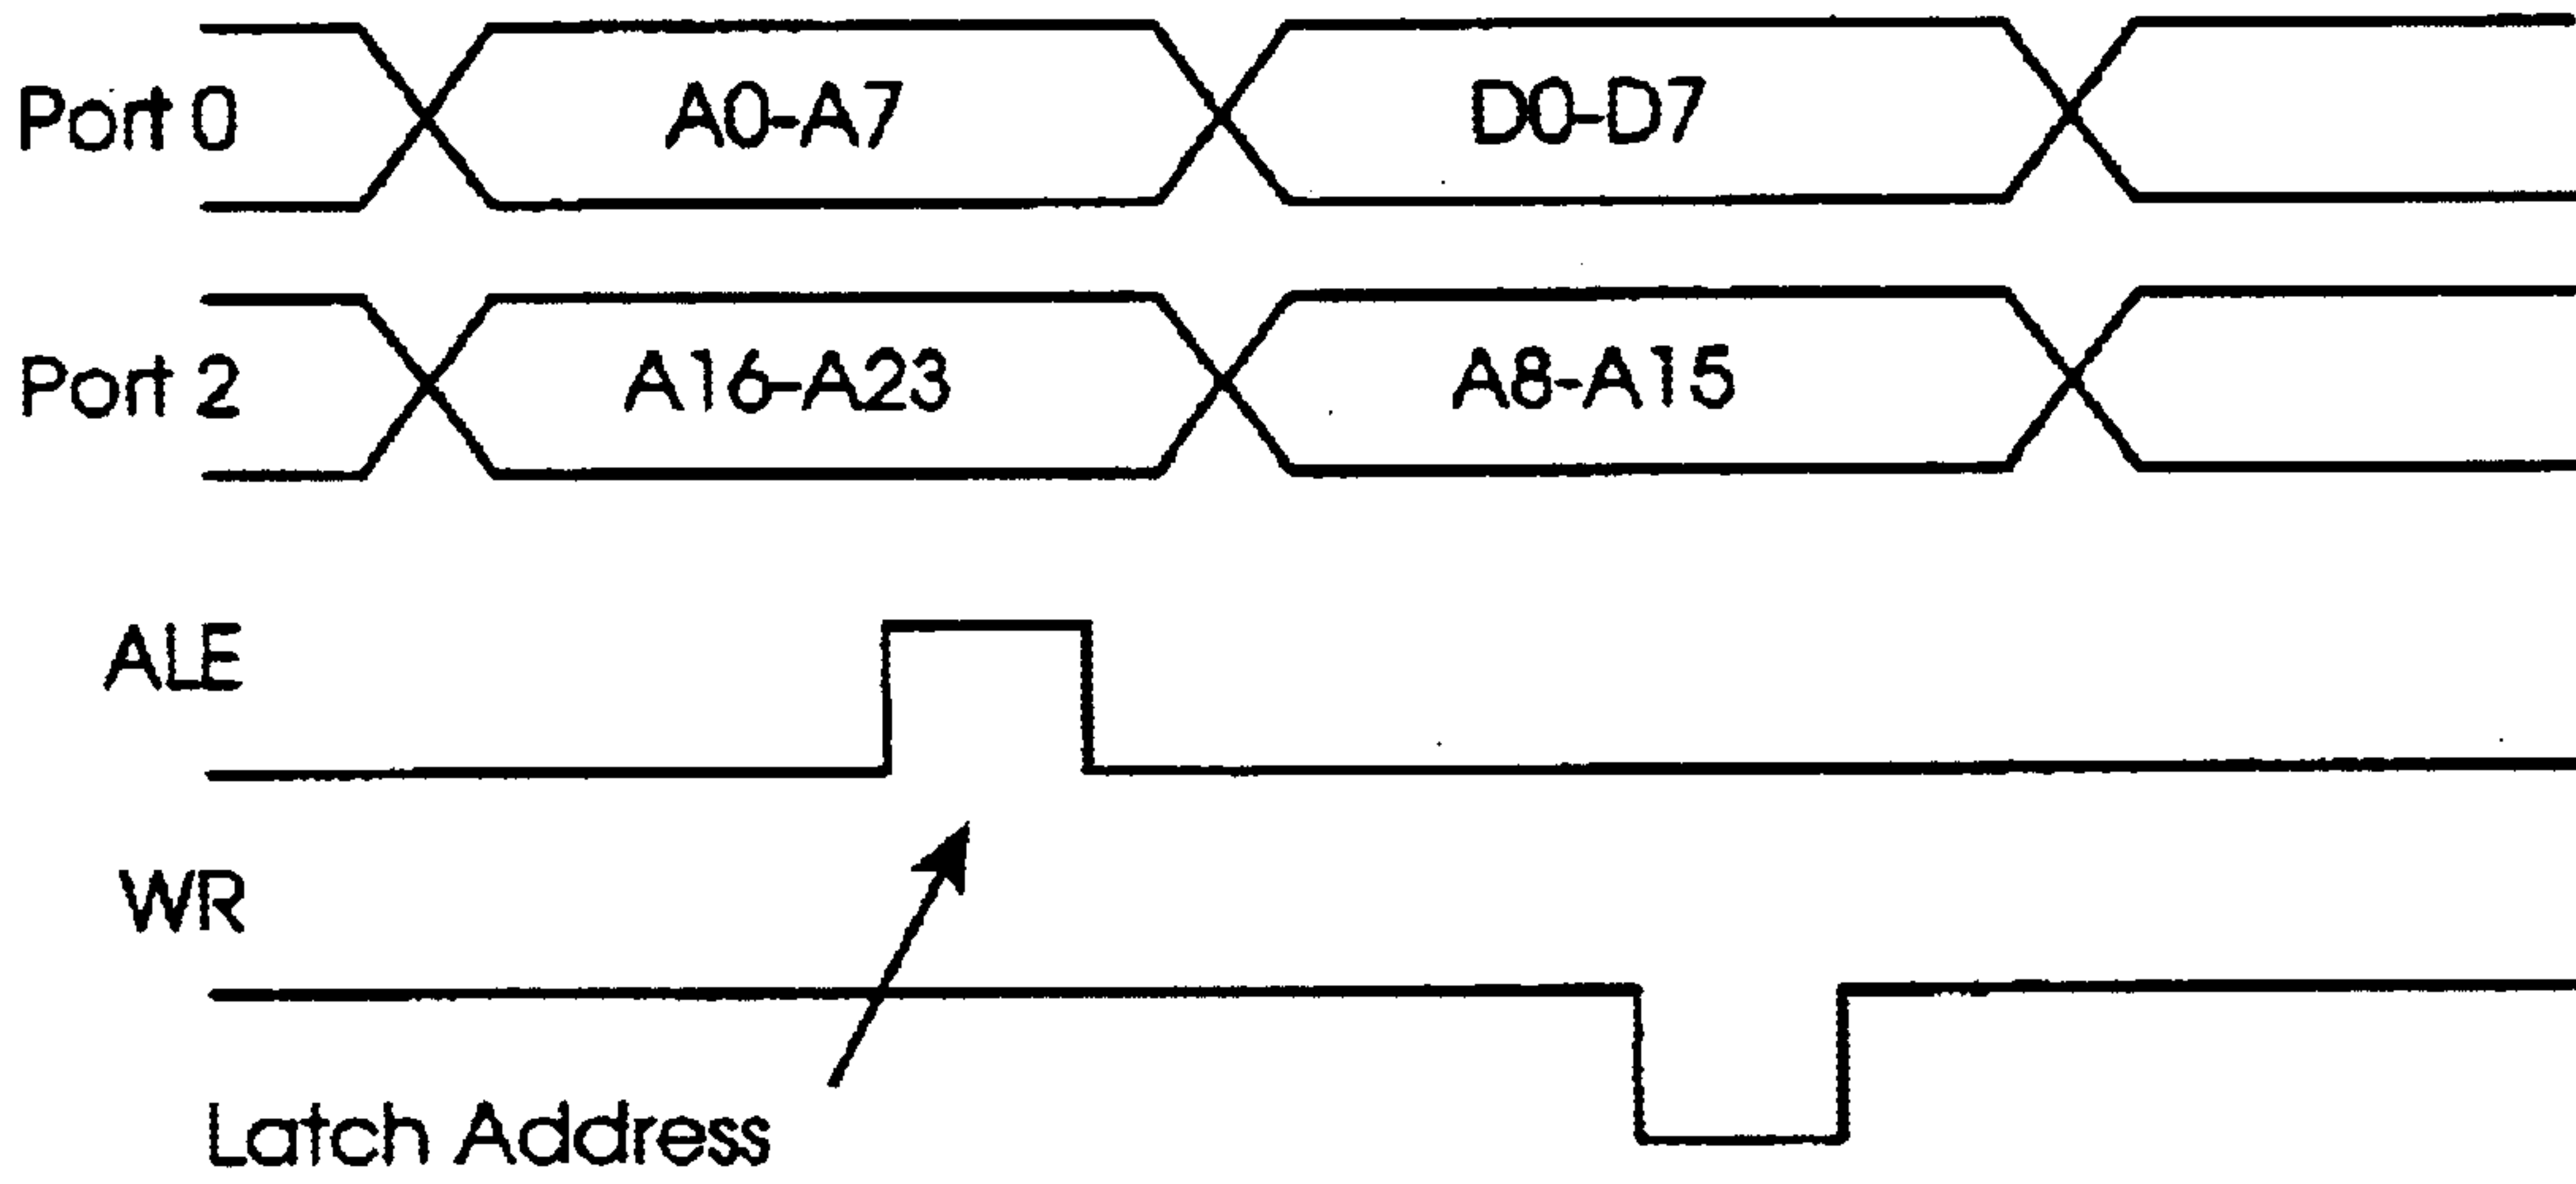 Port 0
A0-A7
D0-D7
Port 2
A16-A23
A8-A15
ALE
WR
Latch Address